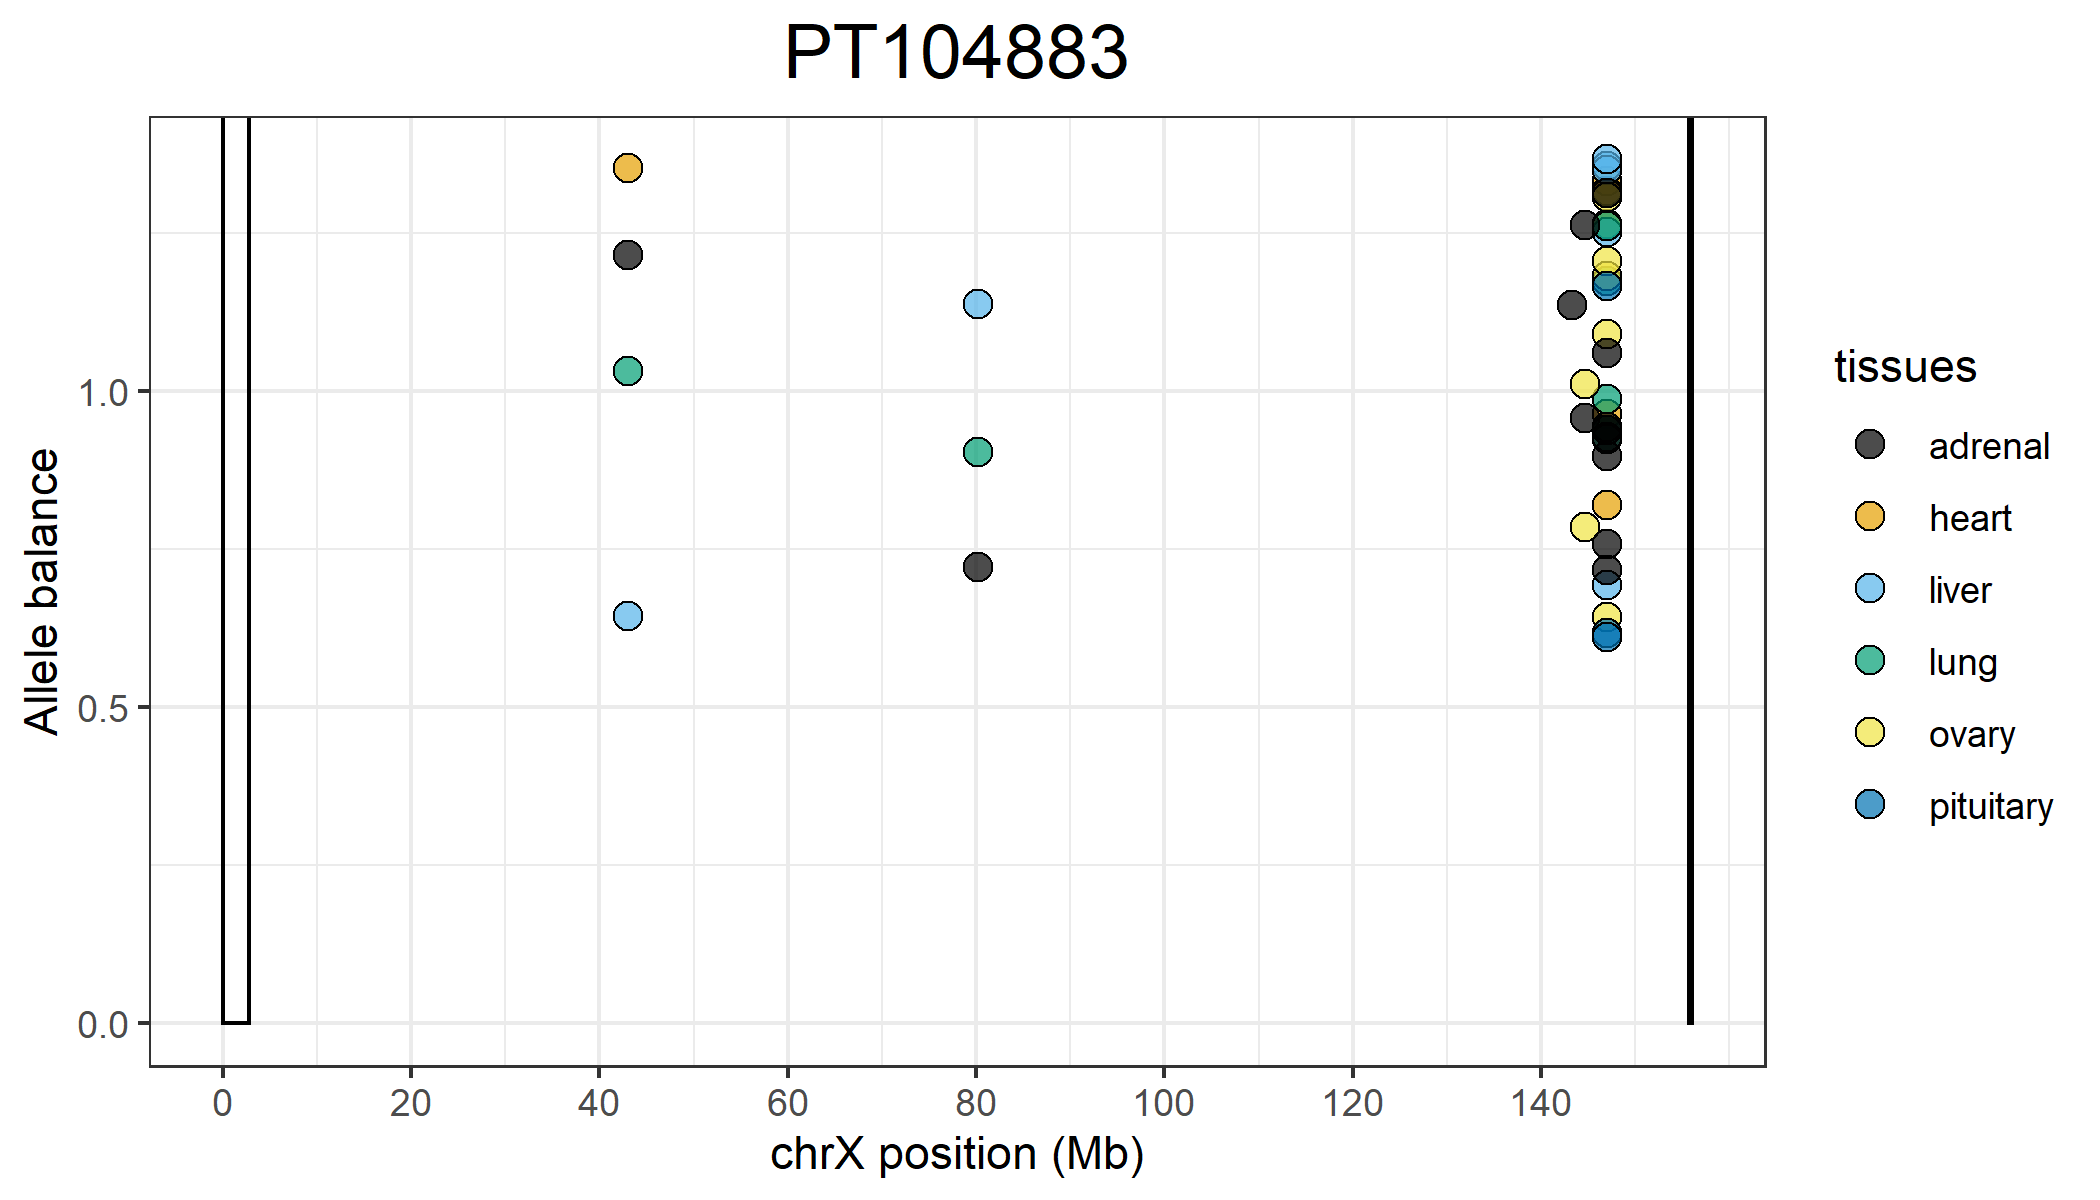 PT104883
Allele balance
1.0
0.5
0.0
0 20 40 60 80 100 120 140
chrX position (Mb)
tissues
adrenal
heart
liver
lung
ovary
pituitary